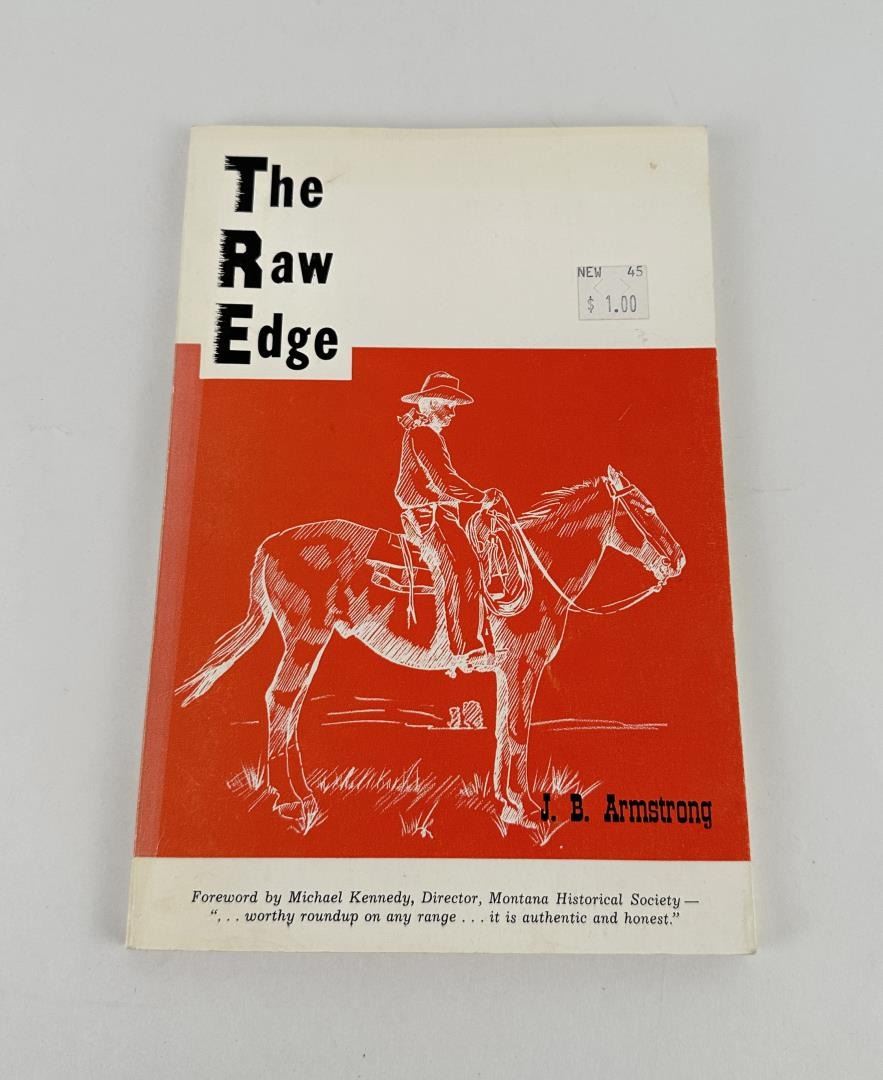 The
Raw
Edge
NEW 45
$ 1.00
J. B. Armstrong
Foreword by Michael Kennedy, Director, Montana Historical Society—
“. . . worthy roundup on any range . . . it is authentic and honest.”